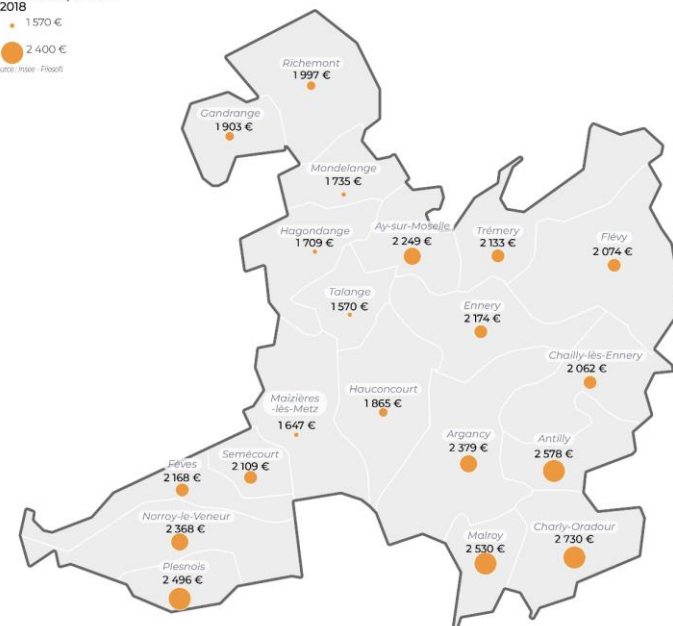 2018
1 570 €
2 400 €
Source : Insee - Filosofi
Richemont
1 997 €
Gandrange
1 903 €
Mondelange
1 735 €
Hagondange
1 709 €
Ay-sur-Moselle
2 249 €
Trémery
2 133 €
Flévy
2 074 €
Talange
1 570 €
Ennery
2 174 €
Chailly-lès-Ennery
2 062 €
Hauconcourt
1 865 €
Maizières
-lès-Metz
1 647 €
Argancy
2 379 €
Antilly
2 578 €
Semécourt
2 109 €
Fèves
2 168 €
Norroy-le-Veneur
2 368 €
Plesnois
2 496 €
Malroy
2 530 €
Charly-Oradour
2 730 €